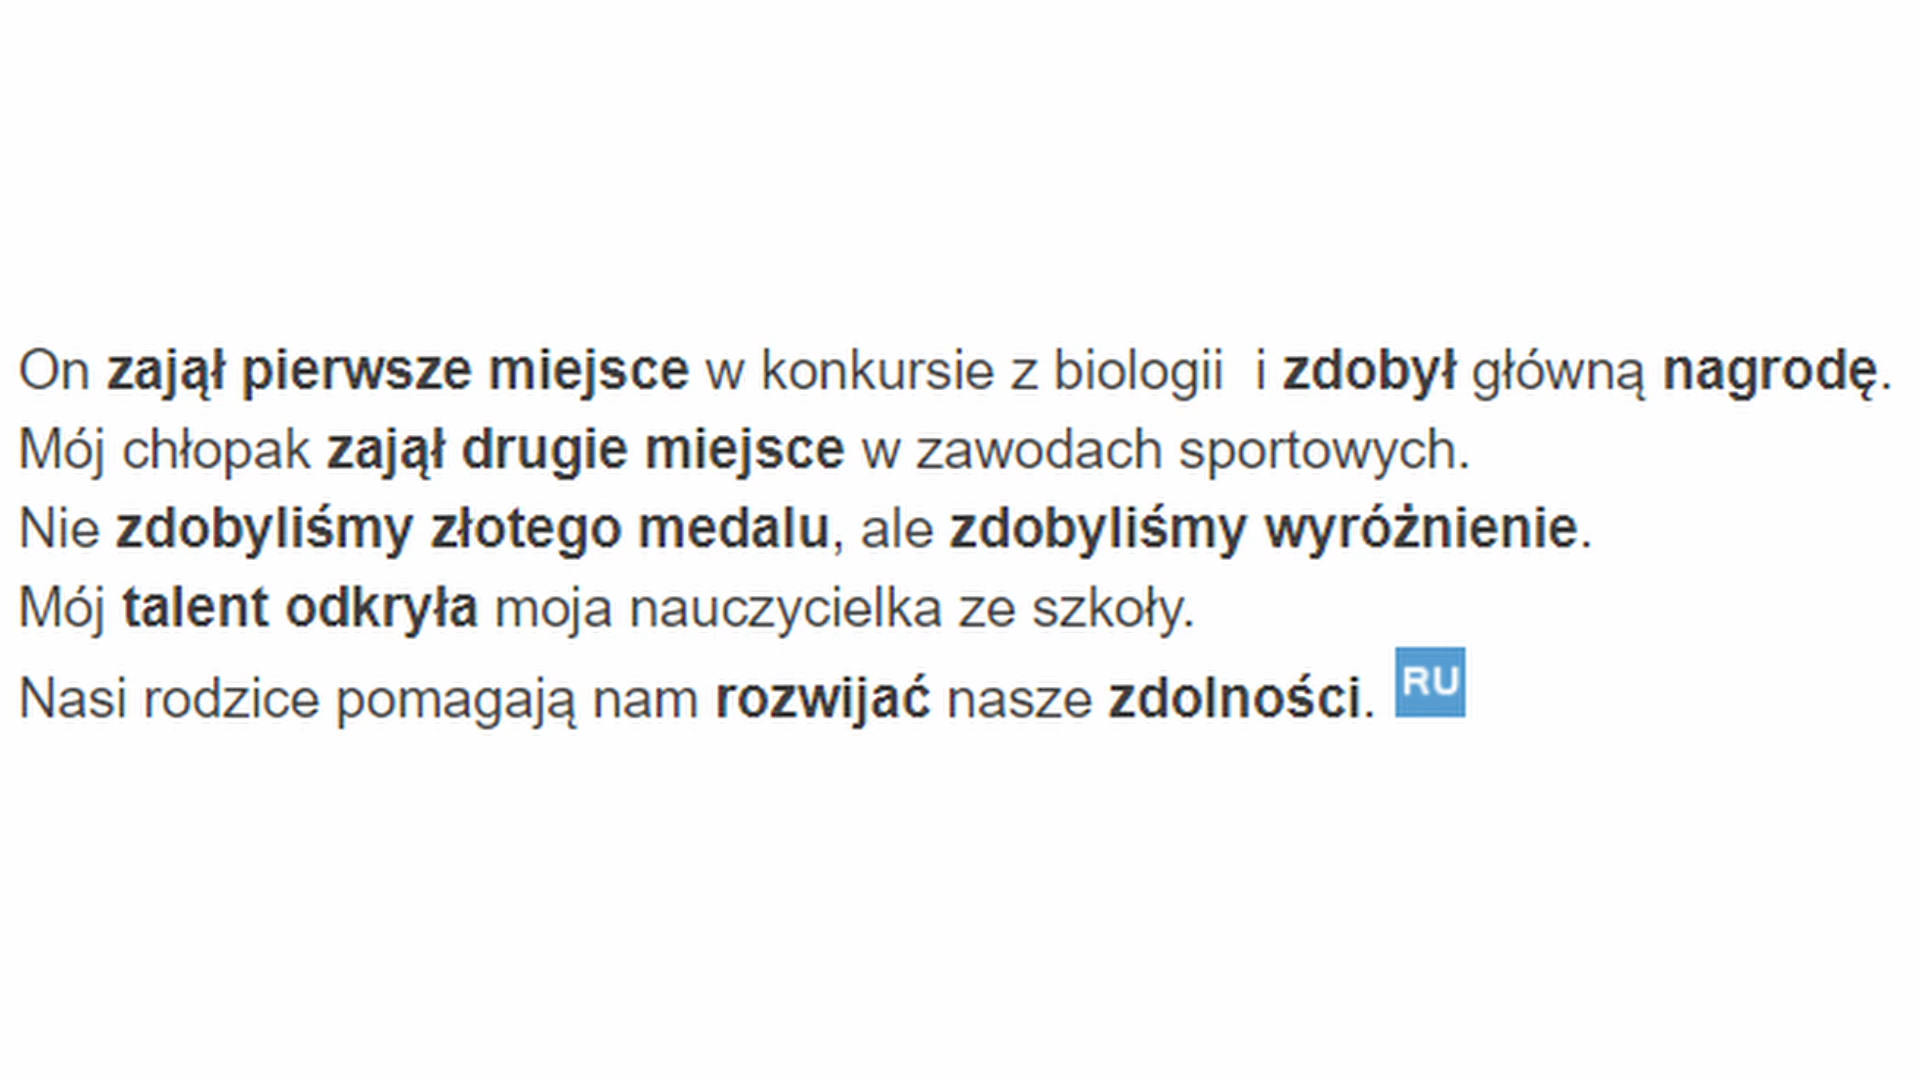 On zajął pierwsze miejsce w konkursie z biologii  i zdobył główną nagrodę.
Mój chłopak zajął drugie miejsce w zawodach sportowych.
Nie zdobyliśmy złotego medalu, ale zdobyliśmy wyróżnienie.
Mój talent odkryła moja nauczycielka ze szkoły.
Nasi rodzice pomagają nam rozwijać nasze zdolności. RU